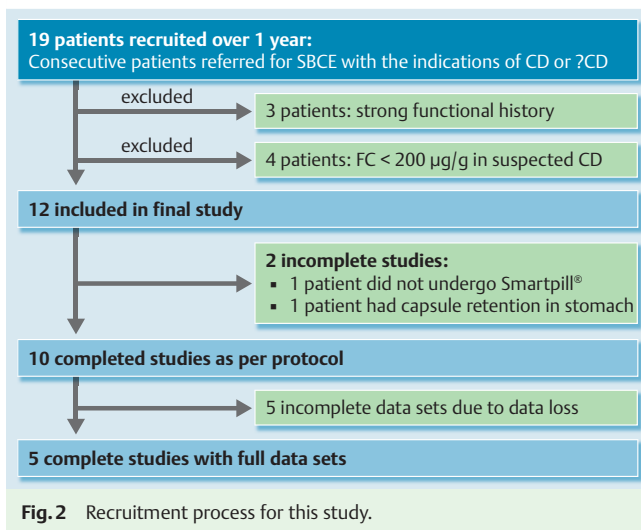 19 patients recruited over 1 year:
Consecutive patients referred for SBCE with the indications of CD or ?CD
excluded
3 patients: strong functional history
excluded
4 patients: FC < 200 µg/g in suspected CD
12 included in final study
2 incomplete studies:
▪ 1 patient did not undergo Smartpill®
▪ 1 patient had capsule retention in stomach
10 completed studies as per protocol
5 incomplete data sets due to data loss
5 complete studies with full data sets
Fig. 2 Recruitment process for this study.